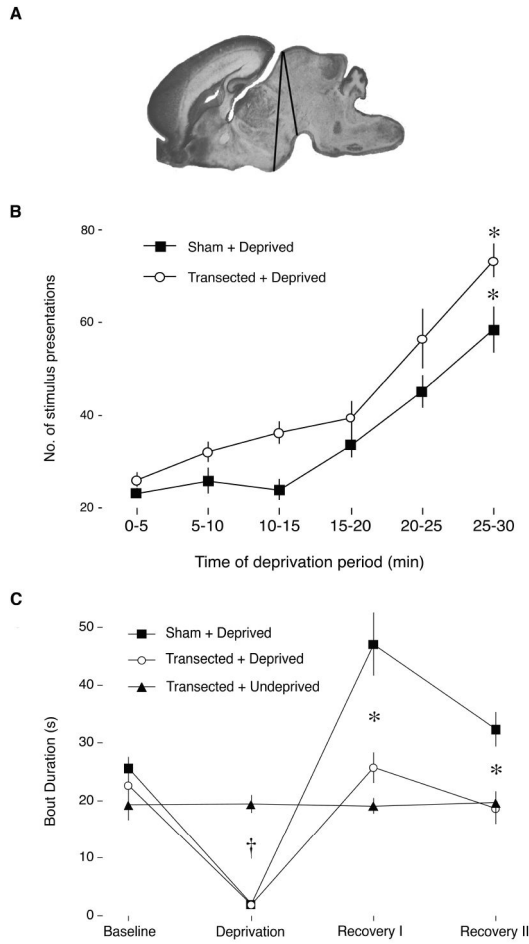 A
B
80
60
40
20
No. of stimulus presentations
Sham + Deprived
Transected + Deprived
*
*
0-5 5-10 10-15 15-20 20-25 25-30
Time of deprivation period (min)
C
50
40
30
20
10
0
Bout Duration (s)
Sham + Deprived
Transected + Deprived
Transected + Undeprived
*
*
†
Baseline Deprivation Recovery I Recovery II